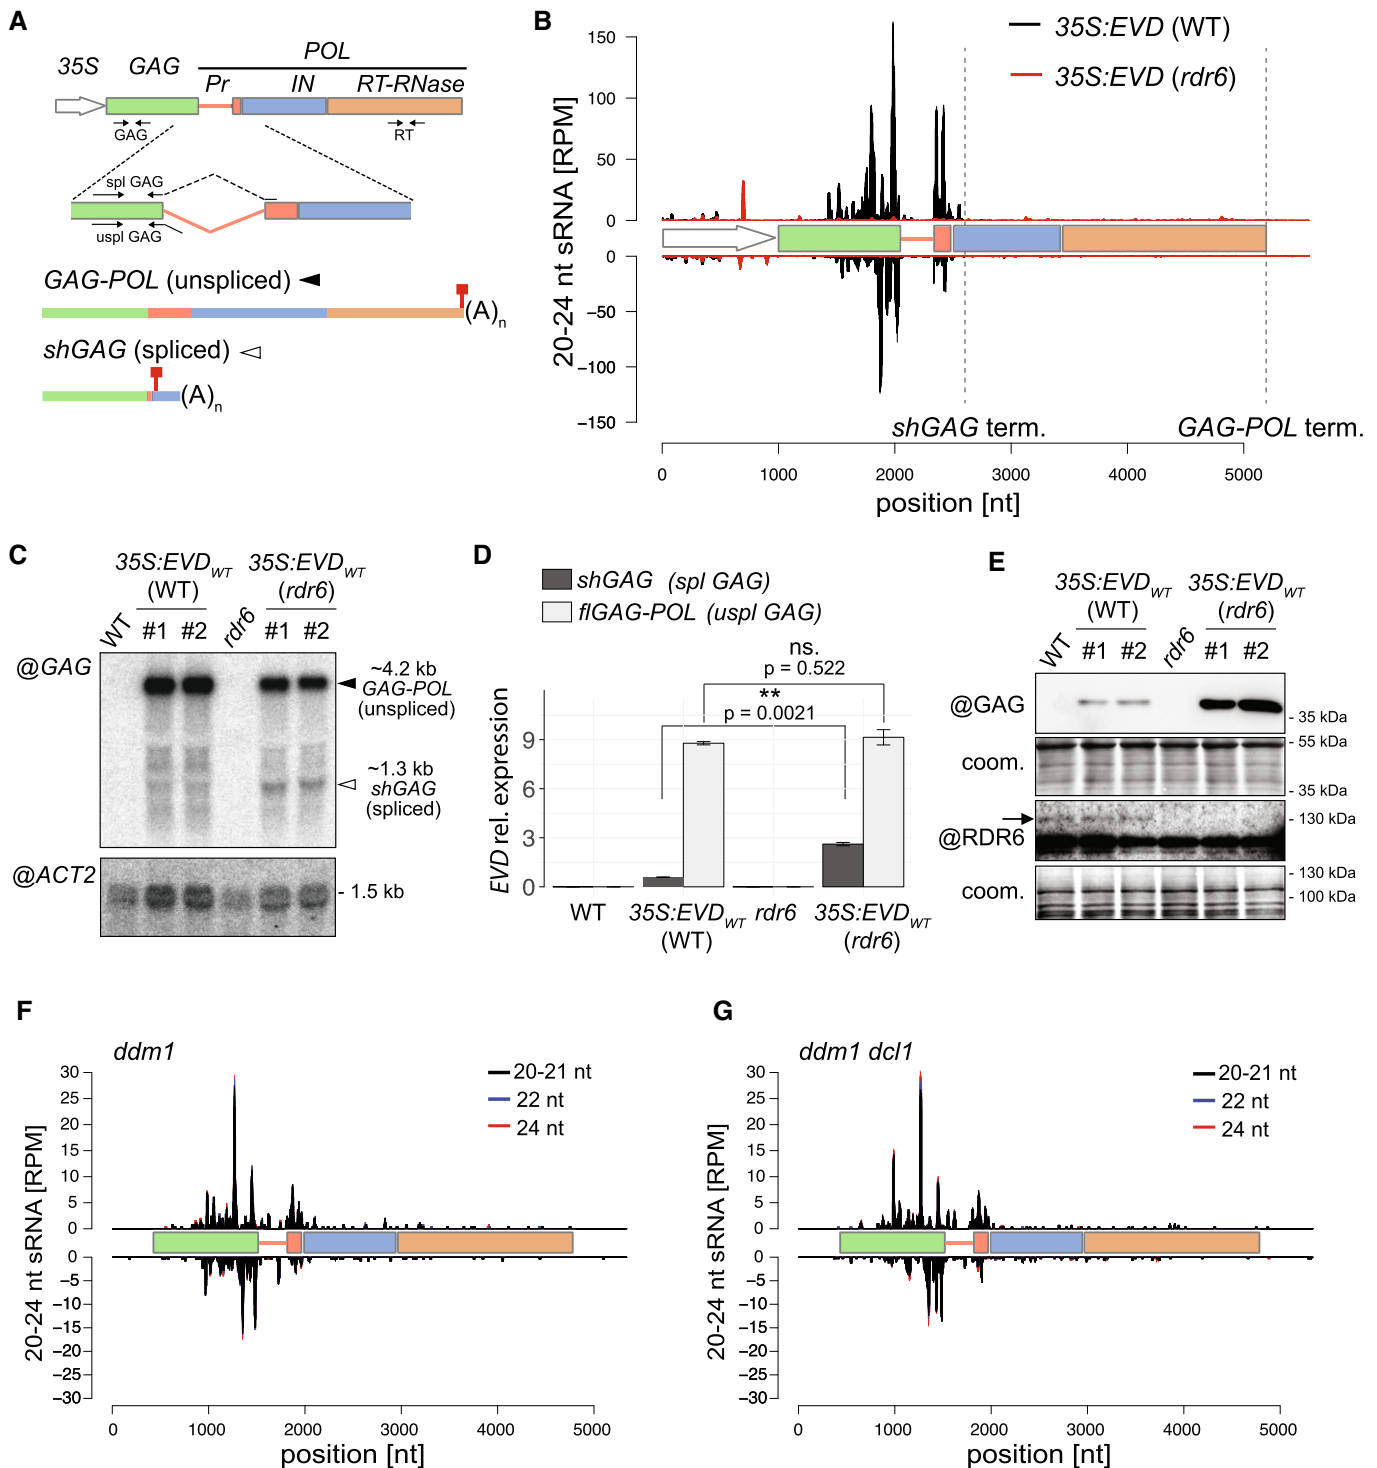 A
35S GAG POL
Pr IN RT-RNase
GAG RT
spl GAG
uspl GAG
GAG-POL (unspliced)
(A)n
shGAG (spliced)
(A)n
B
35S:EVD (WT)
35S:EVD (rdr6)
20-24 nt sRNA [RPM]
150
100
50
0
0
−50
−100
−150
shGAG term. GAG-POL term.
0 1000 2000 3000 4000 5000
position [nt]
C
35S:EVDWT (WT)
35S:EVDWT (rdr6)
WT #1 #2 rdr6 #1 #2
@GAG
~4.2 kb
GAG-POL
(unspliced)
~1.3 kb
shGAG
(spliced)
@ACT2
- 1.5 kb
D
shGAG (spl GAG)
flGAG-POL (uspl GAG)
ns.
p = 0.522
**
p = 0.0021
EVD rel. expression
9
6
3
0
WT 35S:EVDWT (WT) rdr6 35S:EVDWT (rdr6)
E
35S:EVDWT (WT)
35S:EVDWT (rdr6)
WT #1 #2 rdr6 #1 #2
@GAG
- 35 kDa
- 55 kDa
coom.
- 35 kDa
- 130 kDa
@RDR6
- 130 kDa
coom.
- 100 kDa
F
ddm1
20-21 nt
22 nt
24 nt
20-24 nt sRNA [RPM]
30
25
20
15
10
5
0
0
−5
−10
−15
−20
−25
−30
0 1000 2000 3000 4000 5000
position [nt]
G
ddm1 dcl1
20-21 nt
22 nt
24 nt
20-24 nt sRNA [RPM]
30
25
20
15
10
5
0
0
−5
−10
−15
−20
−25
−30
0 1000 2000 3000 4000 5000
position [nt]